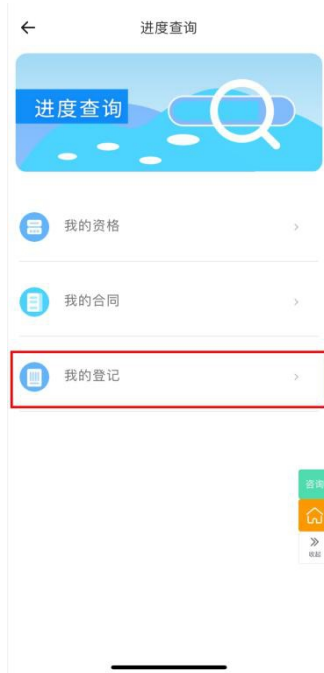 进度查询
进度查询
我的资格
我的合同
我的登记
咨询
收起